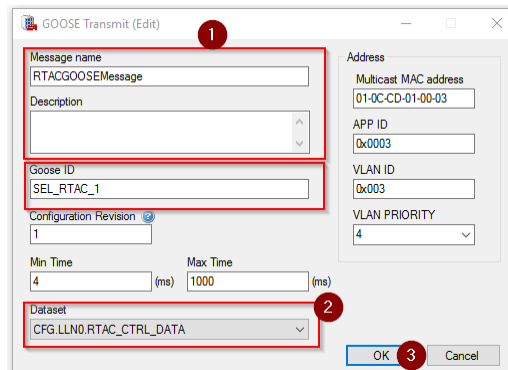 GOOSE Transmit (Edit)
1
Message name
RTACGOOSEMessage
Description
Goose ID
SEL_RTAC_1
Configuration Revision ?
1
Min Time
4 (ms)
Max Time
1000 (ms)
Dataset
2
CFG.LLN0.RTAC_CTRL_DATA
Address
Multicast MAC address
01-0C-CD-01-00-03
APP ID
0x0003
VLAN ID
0x003
VLAN PRIORITY
4
OK
3
Cancel